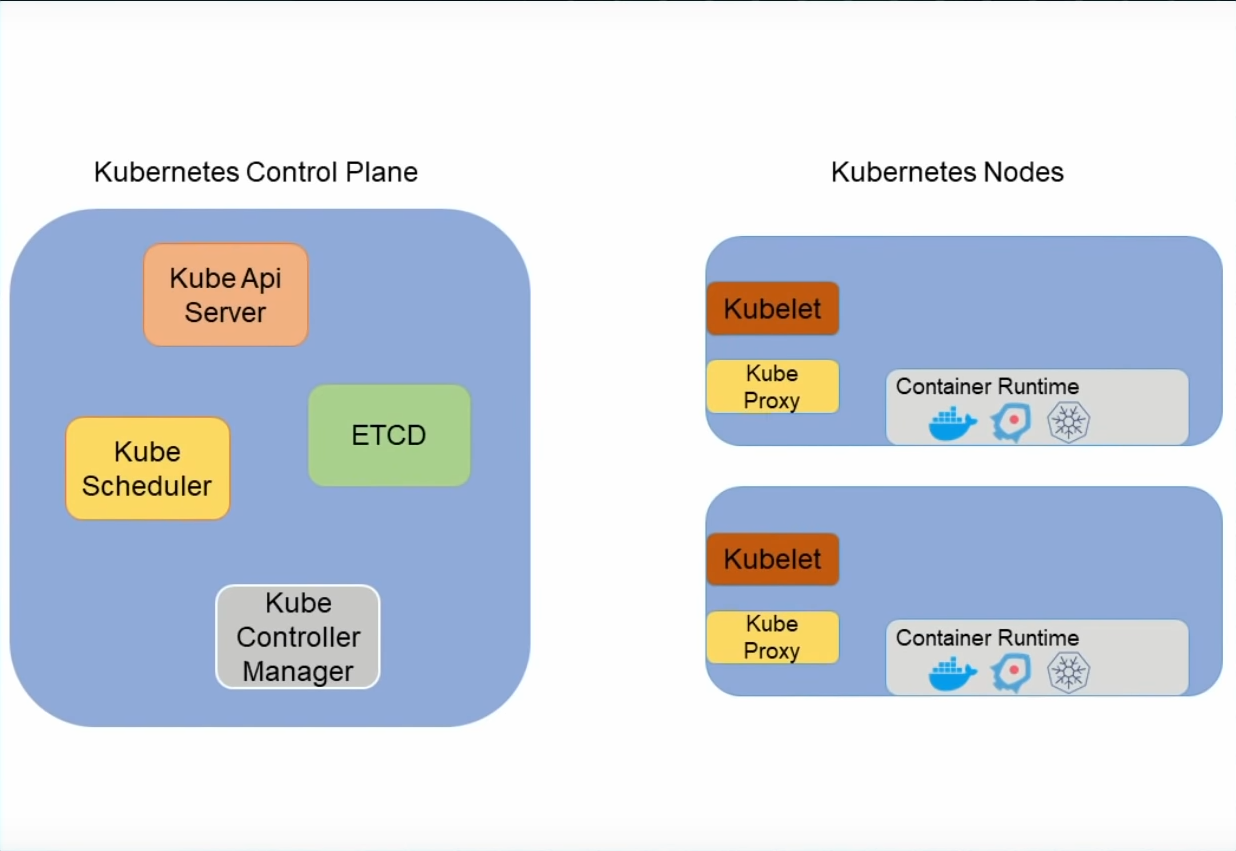 Kubernetes Control Plane
Kube Api
Server
Kube
Scheduler
ETCD
Kube
Controller
Manager
Kubernetes Nodes
Kubelet
Kube
Proxy
Container Runtime
Kubelet
Kube
Proxy
Container Runtime